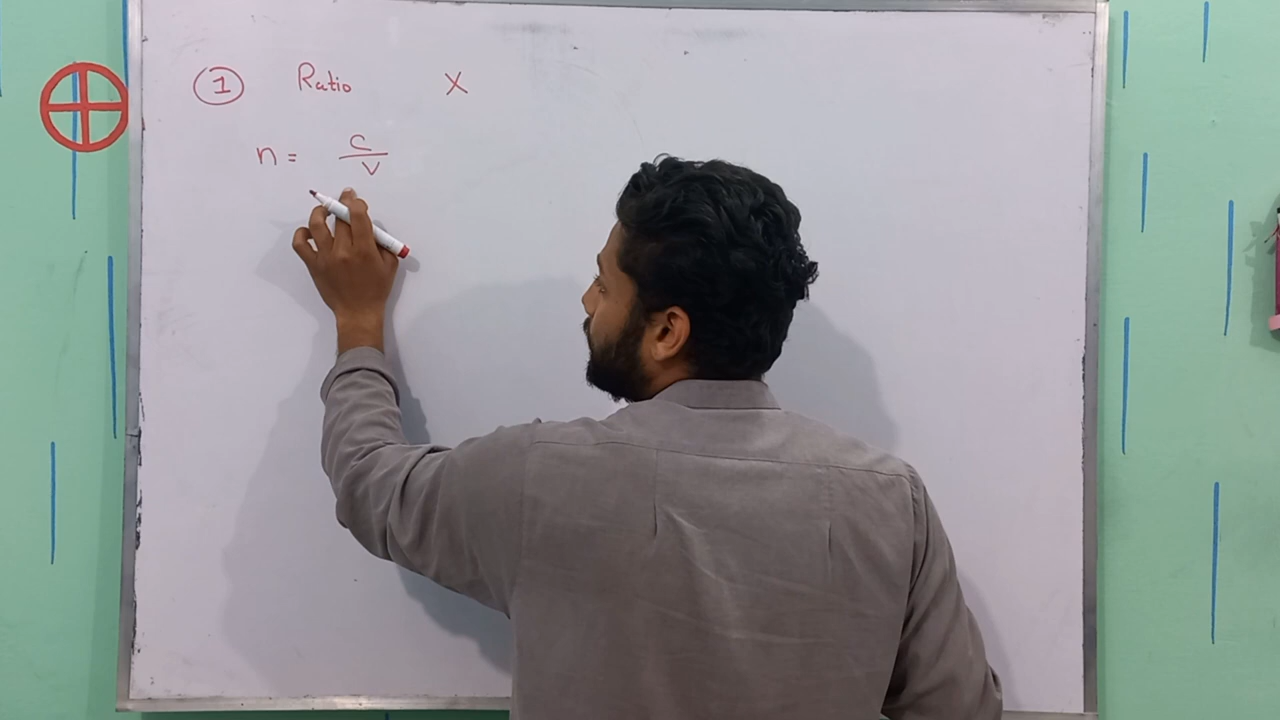 ① Ratio X
n = c/v